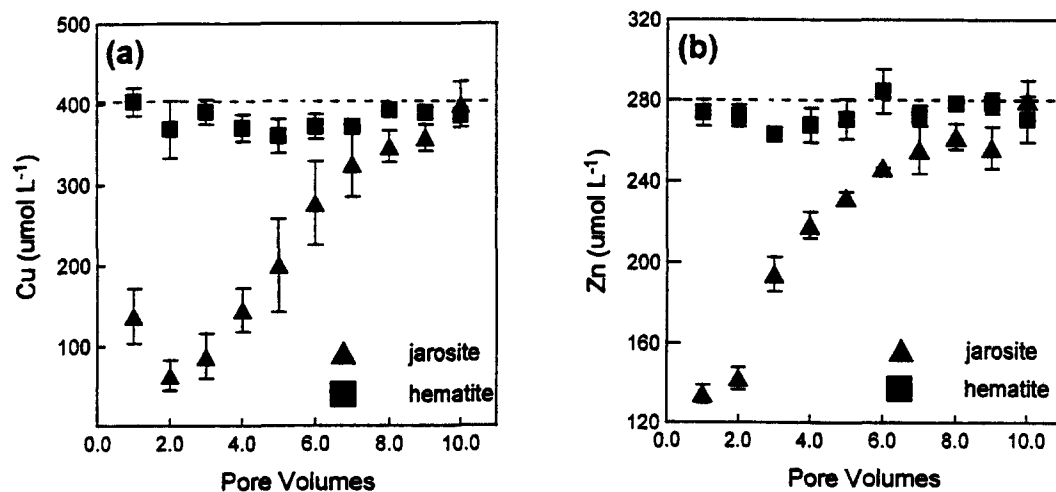 (a)
500
400
300
200
100
0.0 2.0 4.0 6.0 8.0 10.0
Cu (umol L⁻¹)
Pore Volumes
jarosite
hematite
(b)
320
280
240
200
160
120
0.0 2.0 4.0 6.0 8.0 10.0
Zn (umol L⁻¹)
Pore Volumes
jarosite
hematite